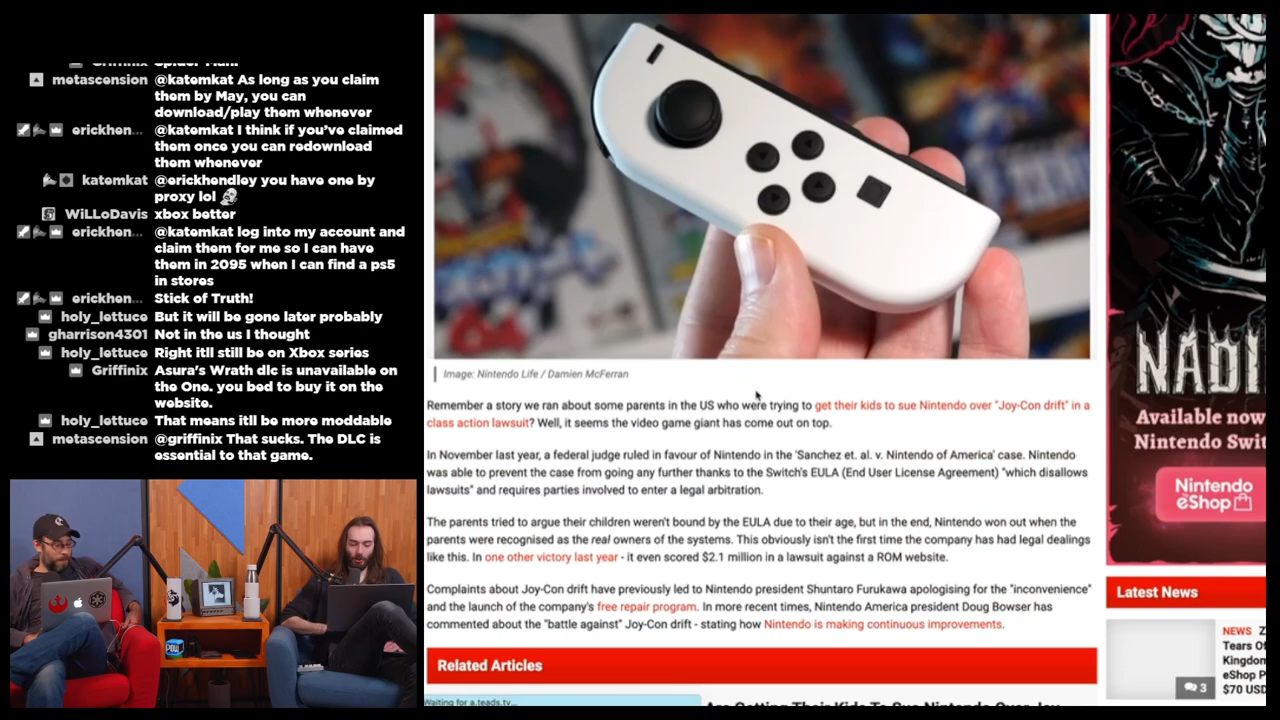 metascension @katemkat As long as you claim
them by May, you can
download/play them whenever
erickhen... @katemkat I think if you've claimed
them once you can redownload
them whenever
katemkat @erickhendley you have one by
proxy lol
WiLLoDavis xbox better
erickhen... @katemkat log into my account and
claim them for me so I can have
them in 2095 when I can find a ps5
in stores
erickhen... Stick of Truth!
holy_lettuce But it will be gone later probably
gharrison4301 Not in the us I thought
holy_lettuce Right itll still be on Xbox series
Griffinix Asura's Wrath dlc is unavailable on
the One. you bed to buy it on the
website.
holy_lettuce That means itll be more moddable
metascension @griffinix That sucks. The DLC is
essential to that game.
Image: Nintendo Life / Damien McFerran
Remember a story we ran about some parents in the US who were trying to get their kids to sue Nintendo over "Joy-Con drift" in a
class action lawsuit? Well, it seems the video game giant has come out on top.
In November last year, a federal judge ruled in favour of Nintendo in the 'Sanchez et. al. v. Nintendo of America' case. Nintendo
was able to prevent the case from going any further thanks to the Switch's EULA (End User License Agreement) "which disallows
lawsuits" and requires parties involved to enter a legal arbitration.
The parents tried to argue their children weren't bound by the EULA due to their age, but in the end, Nintendo won out when the
parents were recognised as the real owners of the systems. This obviously isn't the first time the company has had legal dealings
like this. In one other victory last year - it even scored $2.1 million in a lawsuit against a ROM website.
Complaints about Joy-Con drift have previously led to Nintendo president Shuntaro Furukawa apologising for the "inconvenience"
and the launch of the company's free repair program. In more recent times, Nintendo America president Doug Bowser has
commented about the "battle against" Joy-Con drift - stating how Nintendo is making continuous improvements.
Related Articles
Waiting for a.teads.tv...
Are Getting Their Kids To Sue Nintendo Over Joy
NADI
Available now
Nintendo Swit
Nintendo
eShop
Latest News
NEWS Z
Tears Of
Kingdom
eShop P
$70 USD
3